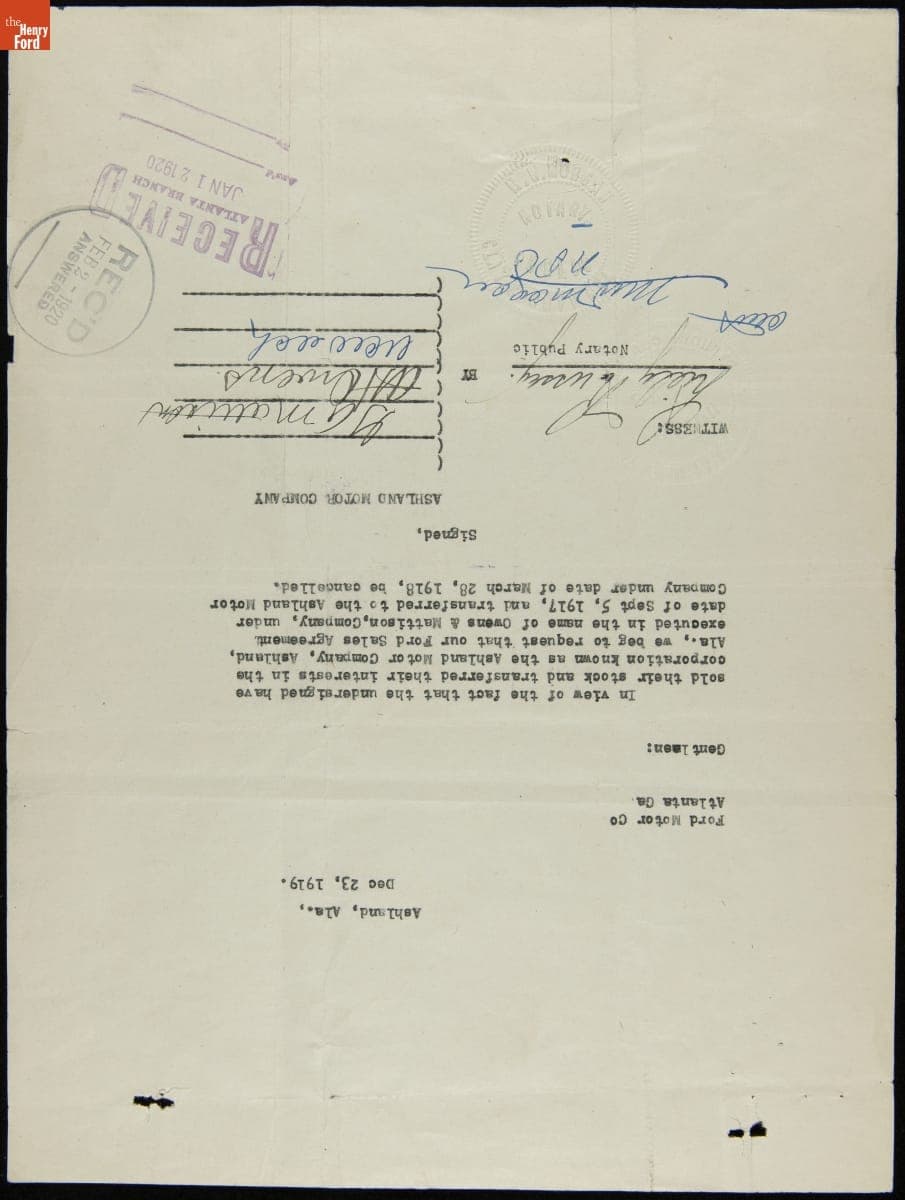 the
Henry
Ford
Ashland, Ala.,
Dec 23, 1919.
Ford Motor Co
Atlanta Ga.
Gentlmen:
In view of the fact that the undersigned have
sold their stock and transferred their interests in the
corporation known as the Ashland Motor Company, Ashland,
Ala., we beg to request that our Ford Sales Agreement
executed in the name of Owens & Mattison,Company, under
date of Sept 5, 1917, and transferred to the Ashland Motor
Company under date of March 28, 1918, be cancelled.
Signed,
ASHLAND MOTOR COMPANY
WITNESS:
BY
Notary Public
RECEIVED
ATLANTA BRANCH
JAN 12 1920
Ans'd
REC'D
FEB 2 - 1920
ANSWERED
NOTARY